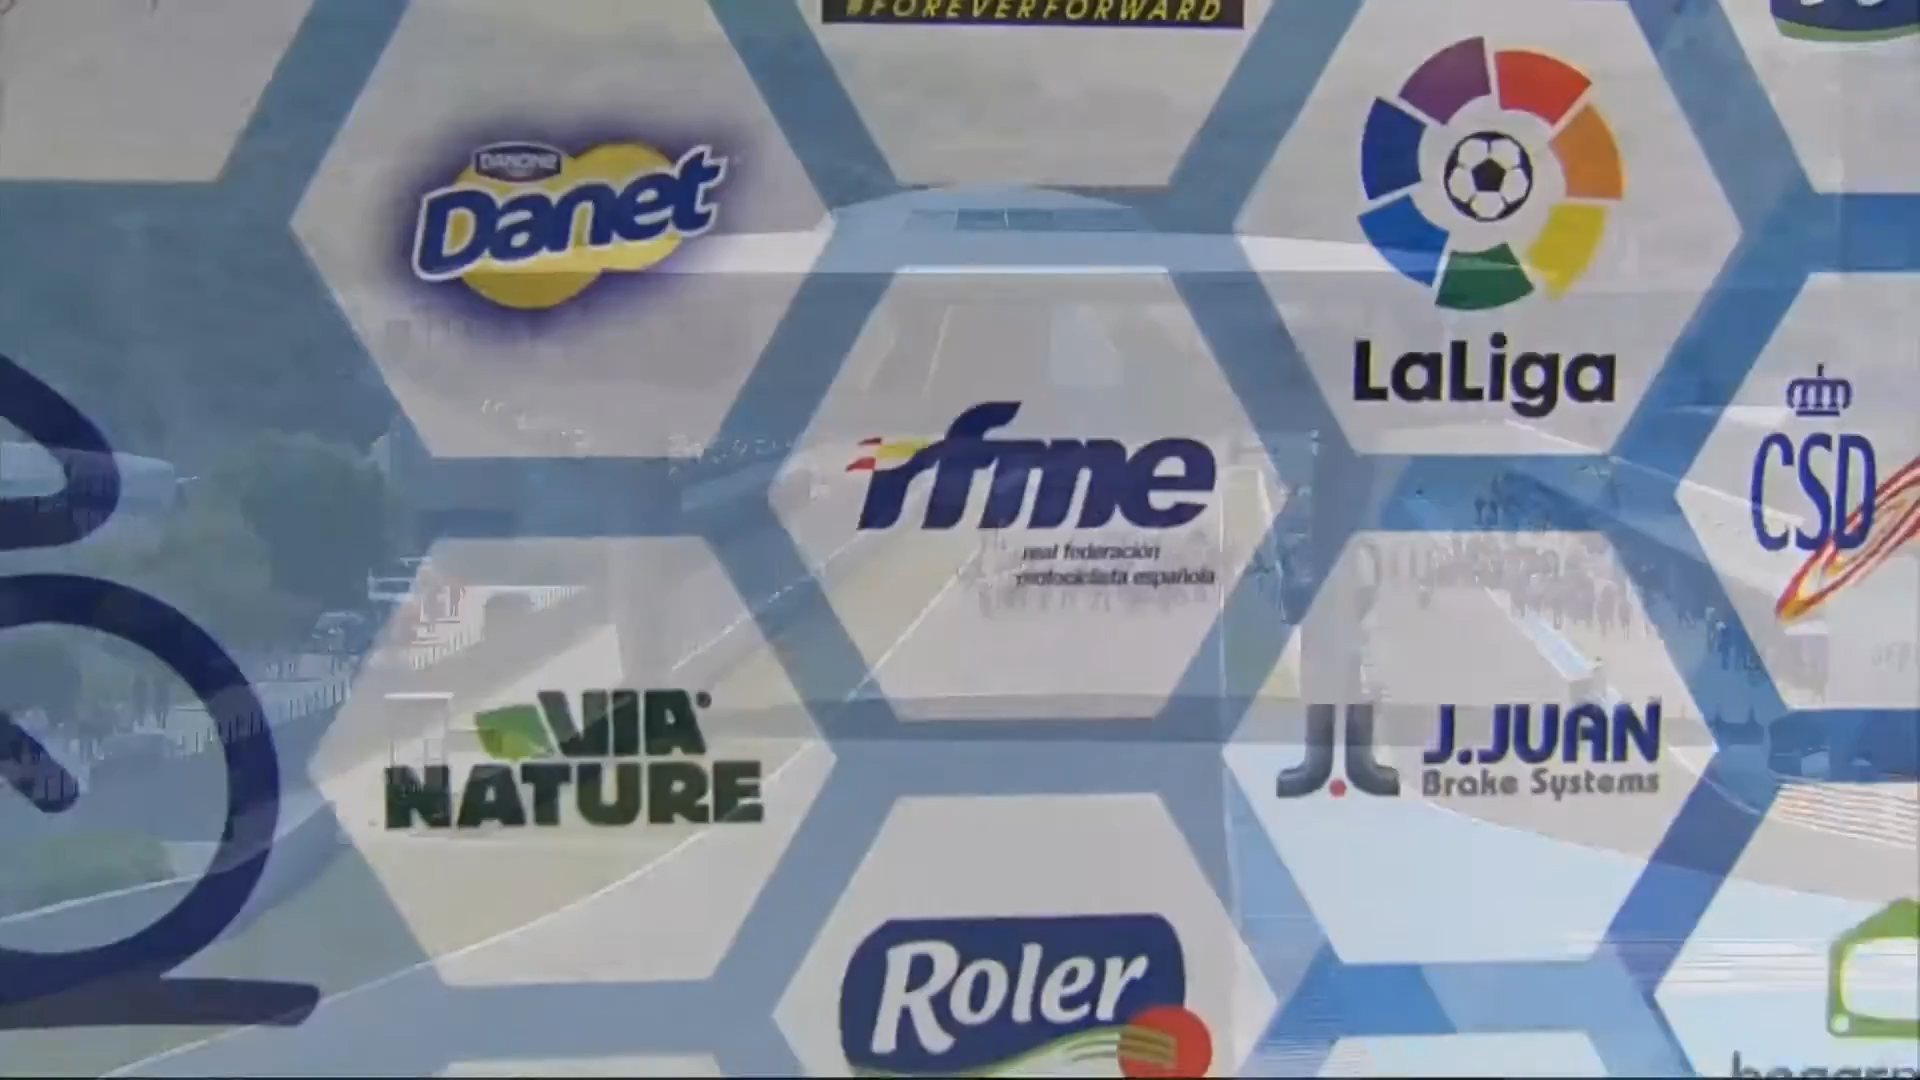 #FOREVERFORWARD
DANONE
Danet
LaLiga
rfme
real federación
motociclista española
CSD
VIA
NATURE
J.JUAN
Brake Systems
Roler